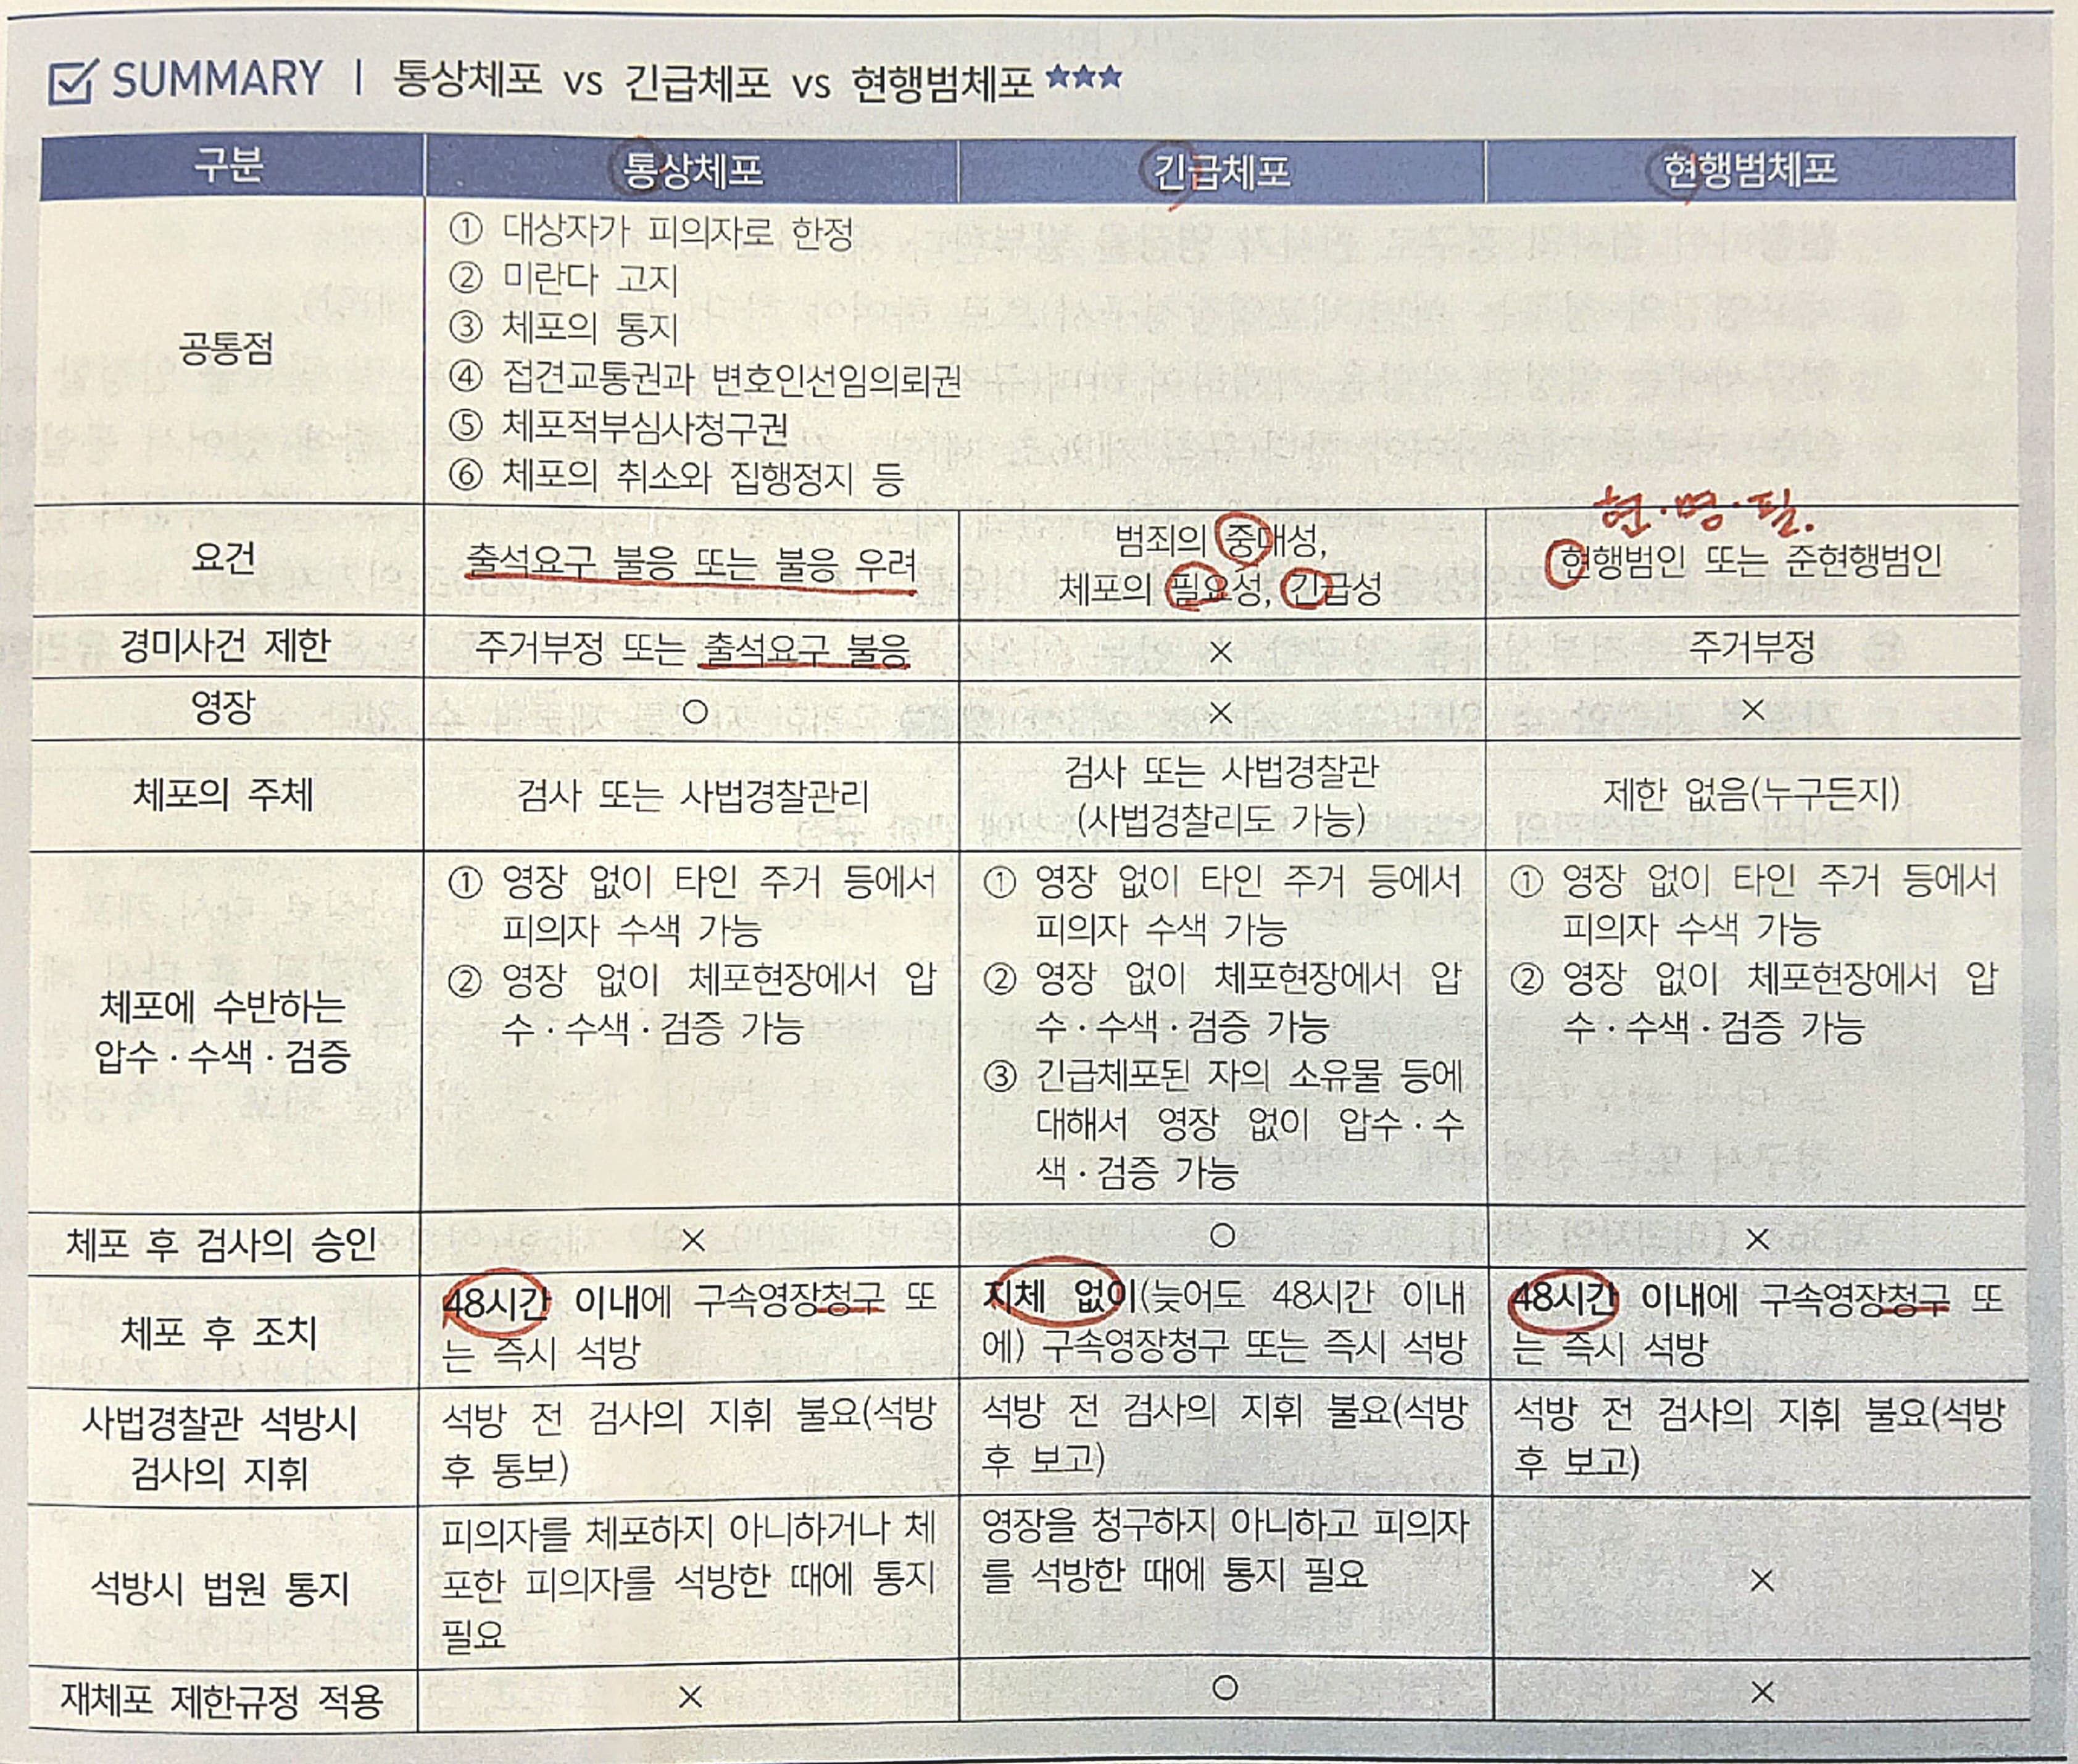 SUMMARY | 통상체포 vs 긴급체포 vs 현행범체포 ★★★
구분 통상체포 긴급체포 현행범체포
공통점
① 대상자가 피의자로 한정
② 미란다 고지
③ 체포의 통지
④ 접견교통권과 변호인선임의뢰권
⑤ 체포적부심사청구권
⑥ 체포의 취소와 집행정지 등
요건
출석요구 불응 또는 불응 우려
범죄의 중대성,
체포의 필요성, 긴급성
현·명·필.
현행범인 또는 준현행범인
경미사건 제한 주거부정 또는 출석요구 불응 × 주거부정
영장 ○ × ×
체포의 주체
검사 또는 사법경찰관리
검사 또는 사법경찰관
(사법경찰리도 가능)
제한 없음(누구든지)
체포에 수반하는
압수·수색·검증
① 영장 없이 타인 주거 등에서
피의자 수색 가능
② 영장 없이 체포현장에서 압
수·수색·검증 가능
① 영장 없이 타인 주거 등에서
피의자 수색 가능
② 영장 없이 체포현장에서 압
수·수색·검증 가능
③ 긴급체포된 자의 소유물 등에
대해서 영장 없이 압수·수
색·검증 가능
① 영장 없이 타인 주거 등에서
피의자 수색 가능
② 영장 없이 체포현장에서 압
수·수색·검증 가능
체포 후 검사의 승인 × ○ ×
체포 후 조치
48시간 이내에 구속영장청구 또
는 즉시 석방
지체 없이(늦어도 48시간 이내
에) 구속영장청구 또는 즉시 석방
48시간 이내에 구속영장청구 또
는 즉시 석방
사법경찰관 석방시
검사의 지휘
석방 전 검사의 지휘 불요(석방
후 통보)
석방 전 검사의 지휘 불요(석방
후 보고)
석방 전 검사의 지휘 불요(석방
후 보고)
석방시 법원 통지
피의자를 체포하지 아니하거나 체
포한 피의자를 석방한 때에 통지
필요
영장을 청구하지 아니하고 피의자
를 석방한 때에 통지 필요
×
재체포 제한규정 적용 × ○ ×